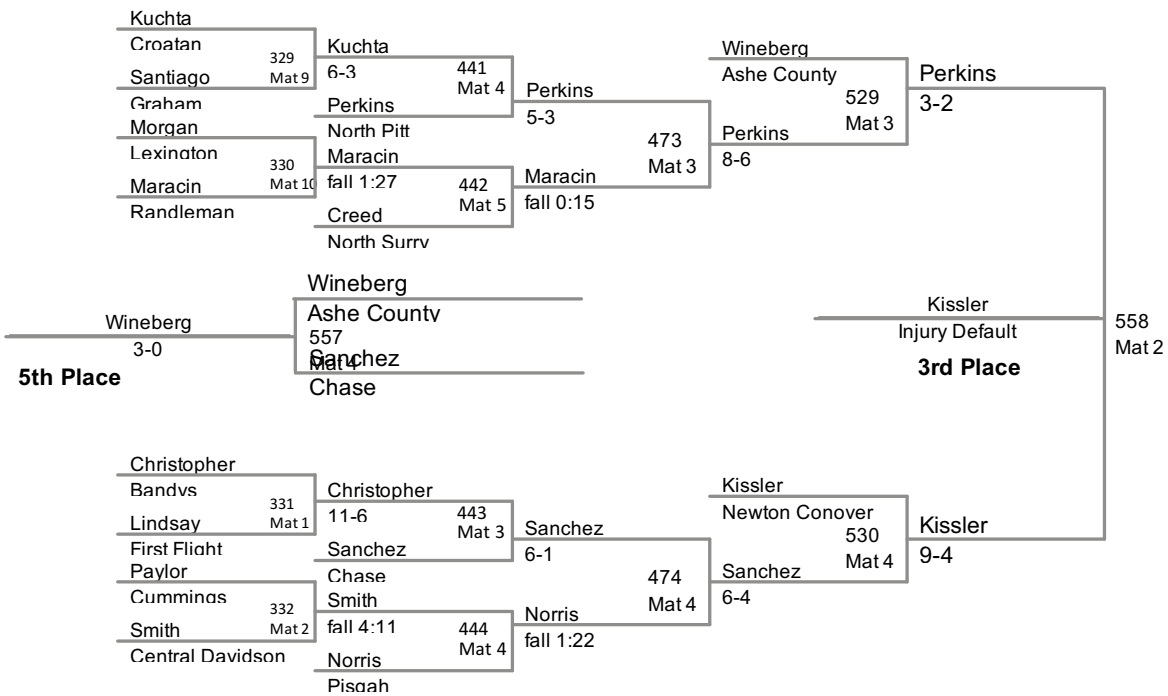 Kuchta
Croatan
329
Mat 9
Santiago
Graham
Kuchta
6-3
441
Mat 4
Perkins
North Pitt
Morgan
Lexington
330
Mat 10
Maracin
Randleman
Maracin
fall 1:27
442
Mat 5
Creed
North Surry
Perkins
5-3
473
Mat 3
Maracin
fall 0:15
Wineberg
Ashe County
529
Mat 3
Perkins
8-6
Perkins
3-2
Wineberg
Ashe County
557
Mat 4
Sanchez
Chase
Wineberg
3-0
5th Place
Kissler
Injury Default
3rd Place
558
Mat 2
Christopher
Bandys
331
Mat 1
Lindsay
First Flight
Christopher
11-6
443
Mat 3
Sanchez
Chase
Paylor
Cummings
332
Mat 2
Smith
Central Davidson
Smith
fall 4:11
444
Mat 4
Norris
Pisgah
Sanchez
6-1
474
Mat 4
Norris
fall 1:22
Kissler
Newton Conover
530
Mat 4
Sanchez
6-4
Kissler
9-4